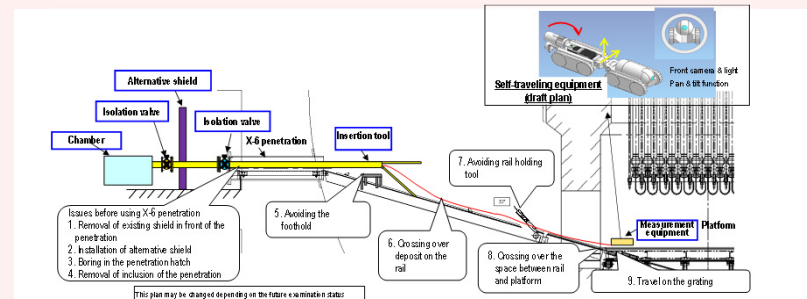 Alternative shield
Isolation valve
Isolation valve
X-6 penetration
Chamber
Insertion tool
Self-traveling equipment
(draft plan)
Front camera & light
Pan & tilt function
7. Avoiding rail holding
tool
Issues before using X-6 penetration
1. Removal of existing shield in front of the
penetration
2. Installation of alternative shield
3. Boring in the penetration hatch
4. Removal of inclusion of the penetration
5. Avoiding the
foothold
6. Crossing over
deposit on the
rail
8. Crossing over the
space between rail
and platform
Measurement
equipment
Platform
9. Travel on the grating
This plan may be changed depending on the future examination status